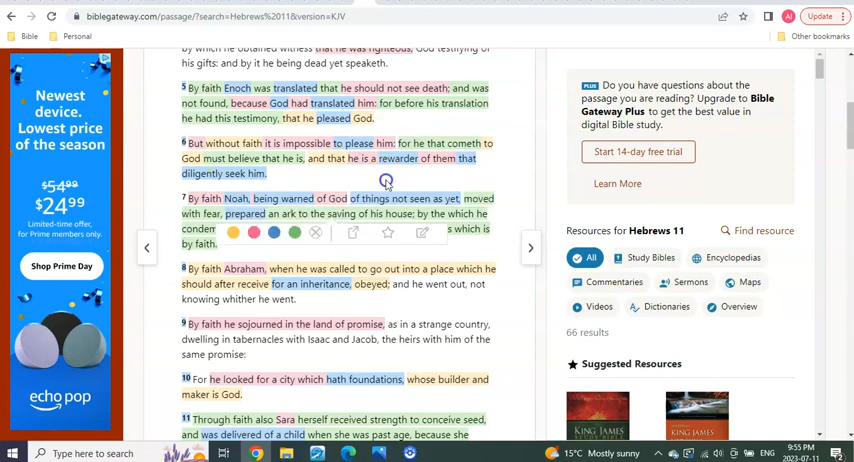 biblegateway.com/passage/?search=Hebrews%2011&version=KJV
AI
Update
Bible
Personal
Other bookmarks
Newest
device.
Lowest price
of the season
$54.99
$24.99
Limited-time offer,
for Prime members only.
Shop Prime Day
echo pop
by which he obtained witness that he was righteous, God testifying of
his gifts: and by it he being dead yet speaketh.
5 By faith Enoch was translated that he should not see death; and was
not found, because God had translated him: for before his translation
he had this testimony, that he pleased God.
6 But without faith it is impossible to please him: for he that cometh to
God must believe that he is, and that he is a rewarder of them that
diligently seek him.
7 By faith Noah, being warned of God of things not seen as yet, moved
with fear, prepared an ark to the saving of his house; by the which he
condem s which is
by faith.
8 By faith Abraham, when he was called to go out into a place which he
should after receive for an inheritance, obeyed; and he went out, not
knowing whither he went.
9 By faith he sojourned in the land of promise, as in a strange country,
dwelling in tabernacles with Isaac and Jacob, the heirs with him of the
same promise:
10 For he looked for a city which hath foundations, whose builder and
maker is God.
11 Through faith also Sara herself received strength to conceive seed,
and was delivered of a child when she was past age, because she
PLUS Do you have questions about the
passage you are reading? Upgrade to Bible
Gateway Plus to get the best value in
digital Bible study.
Start 14-day free trial
Learn More
Resources for Hebrews 11
Find resource
All
Study Bibles
Encyclopedias
Commentaries
Sermons
Maps
Videos
Dictionaries
Overview
66 results
Suggested Resources
KING JAMES
KING JAMES
Type here to search
15°C Mostly sunny
ENG
9:55 PM
2023-07-11
2